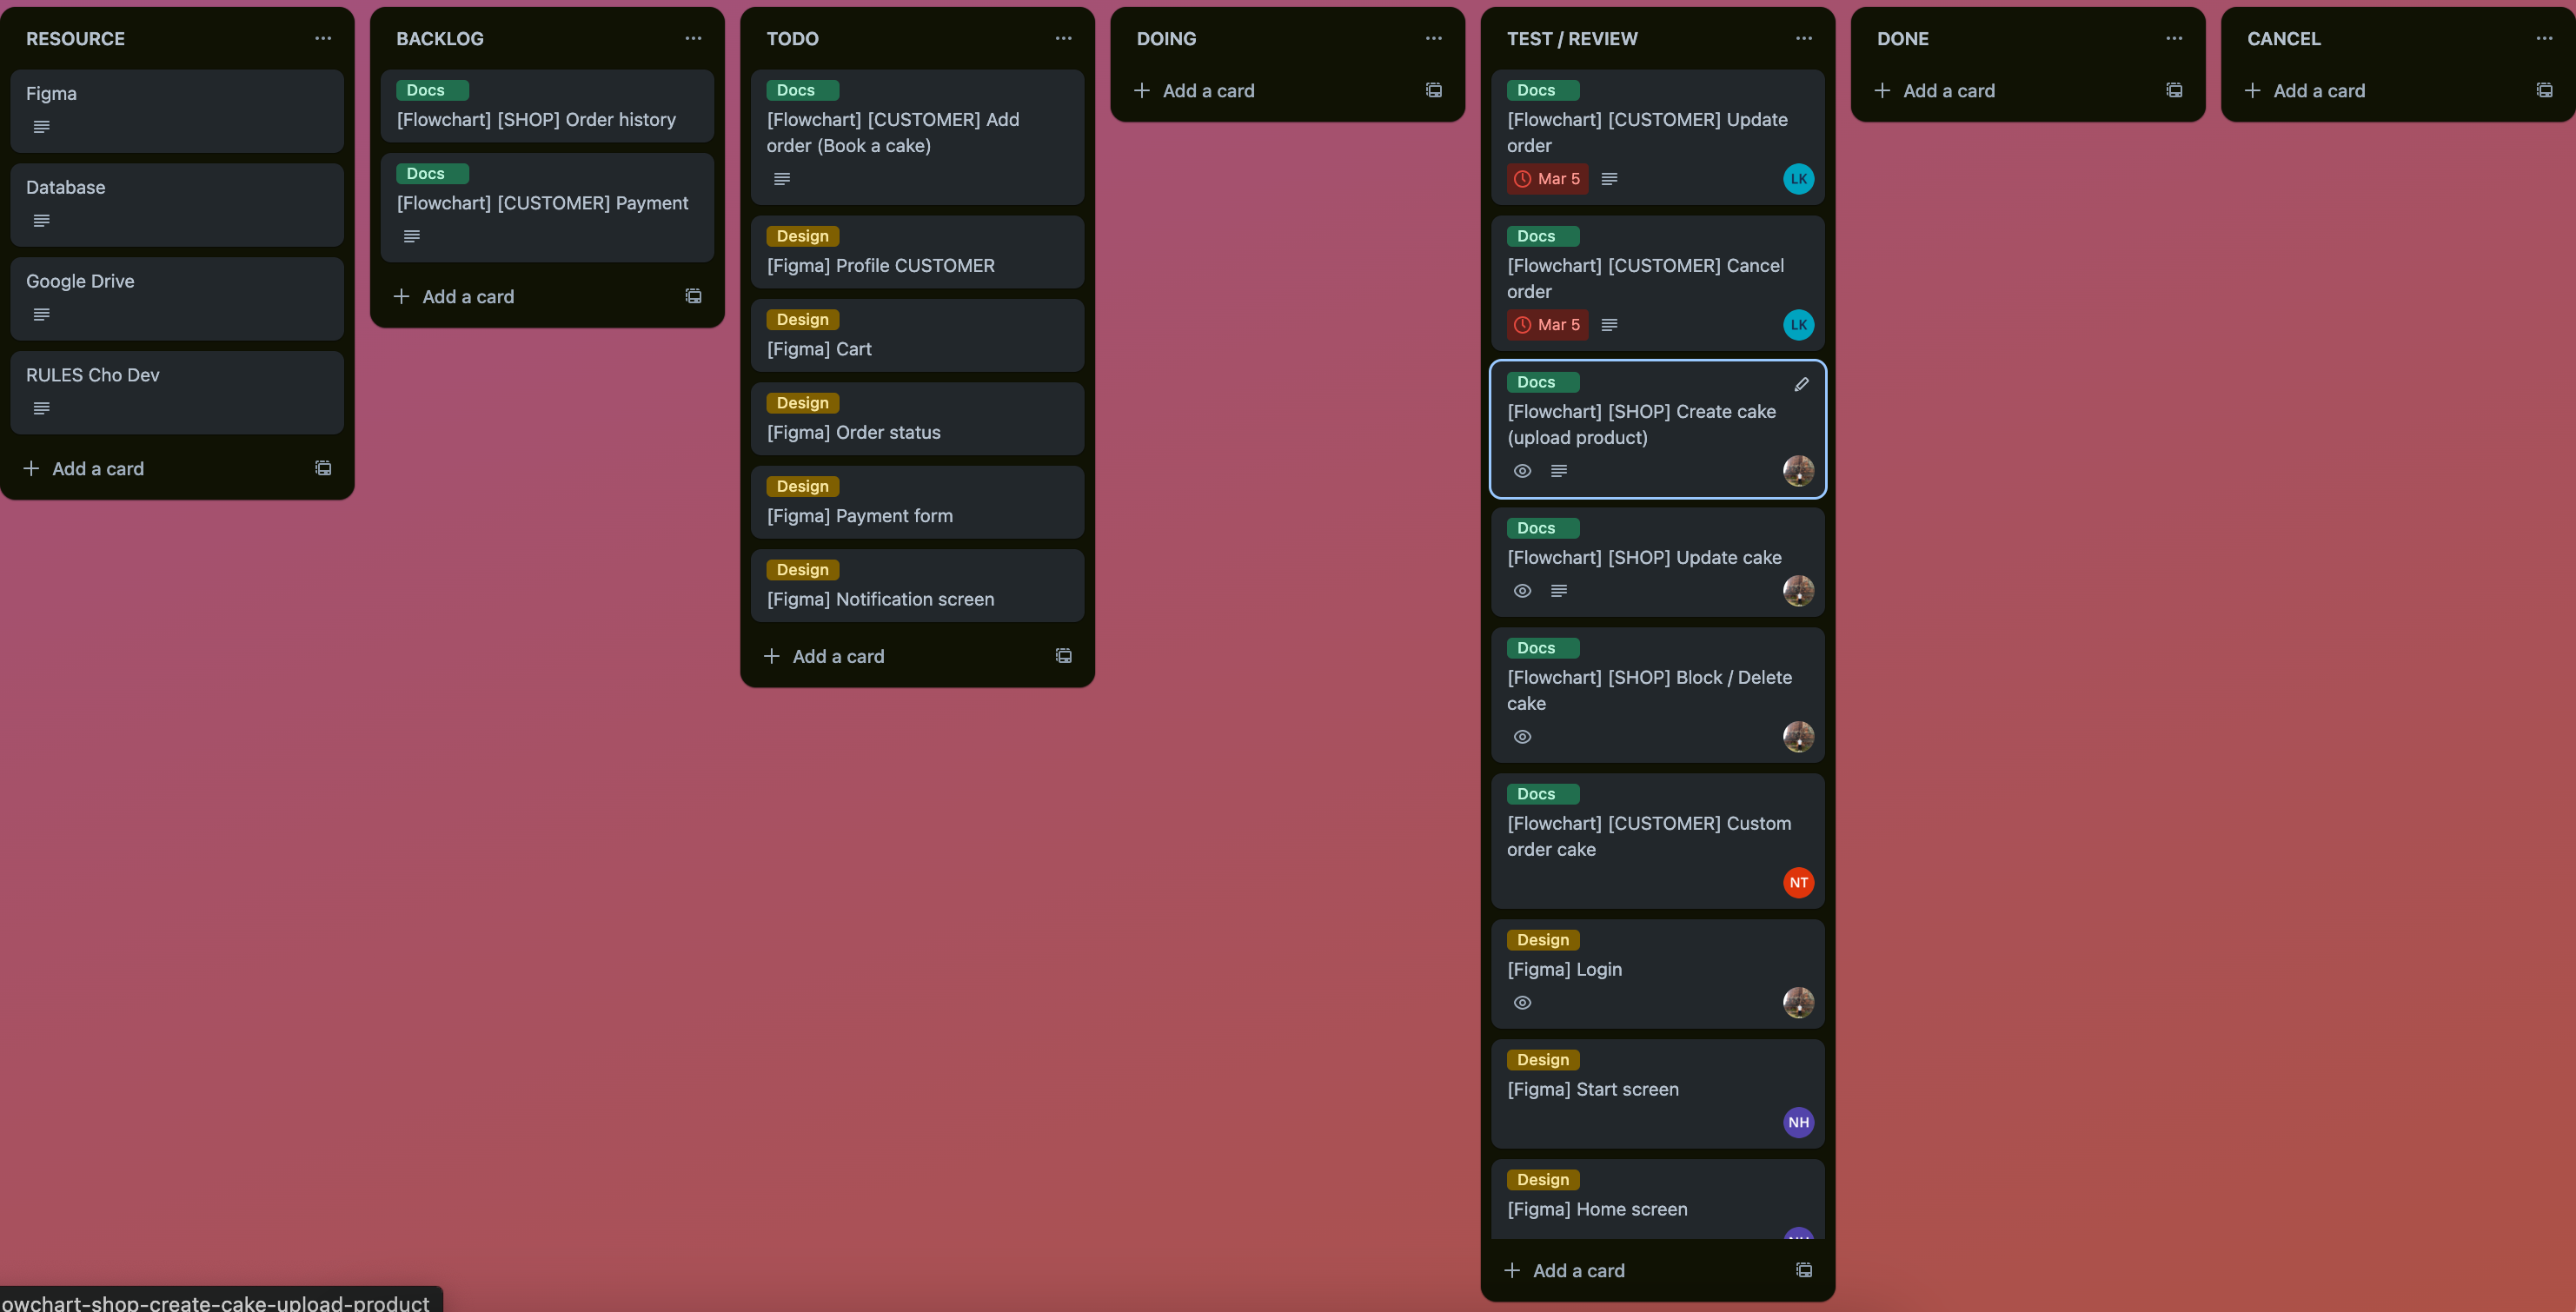 RESOURCE
Figma
Database
Google Drive
RULES Cho Dev
Add a card
BACKLOG
Docs
[Flowchart] [SHOP] Order history
Docs
[Flowchart] [CUSTOMER] Payment
Add a card
TODO
Docs
[Flowchart] [CUSTOMER] Add
order (Book a cake)
Design
[Figma] Profile CUSTOMER
Design
[Figma] Cart
Design
[Figma] Order status
Design
[Figma] Payment form
Design
[Figma] Notification screen
Add a card
DOING
Add a card
TEST / REVIEW
Docs
[Flowchart] [CUSTOMER] Update
order
Mar 5
LK
Docs
[Flowchart] [CUSTOMER] Cancel
order
Mar 5
LK
Docs
[Flowchart] [SHOP] Create cake
(upload product)
Docs
[Flowchart] [SHOP] Update cake
Docs
[Flowchart] [SHOP] Block / Delete
cake
Docs
[Flowchart] [CUSTOMER] Custom
order cake
NT
Design
[Figma] Login
Design
[Figma] Start screen
NH
Design
[Figma] Home screen
Add a card
DONE
Add a card
CANCEL
Add a card
owchart-shop-create-cake-upload-product